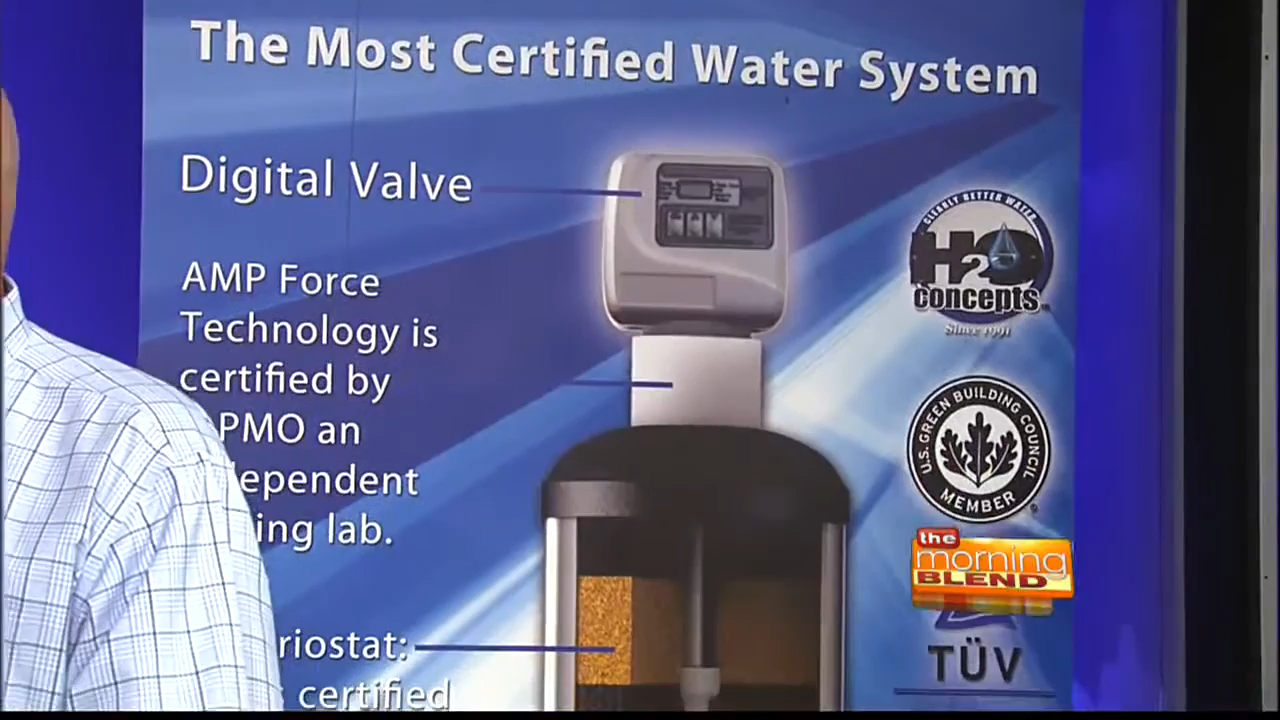 The Most Certified Water System
Digital Valve
AMP Force
Technology is
certified by
PMO an
ependent
ing lab.
riostat:
certified
CLEARLY BETTER WATER
H2O
concepts
Since 1991
U.S. GREEN BUILDING COUNCIL
MEMBER
the
morning
BLEND
TÜV